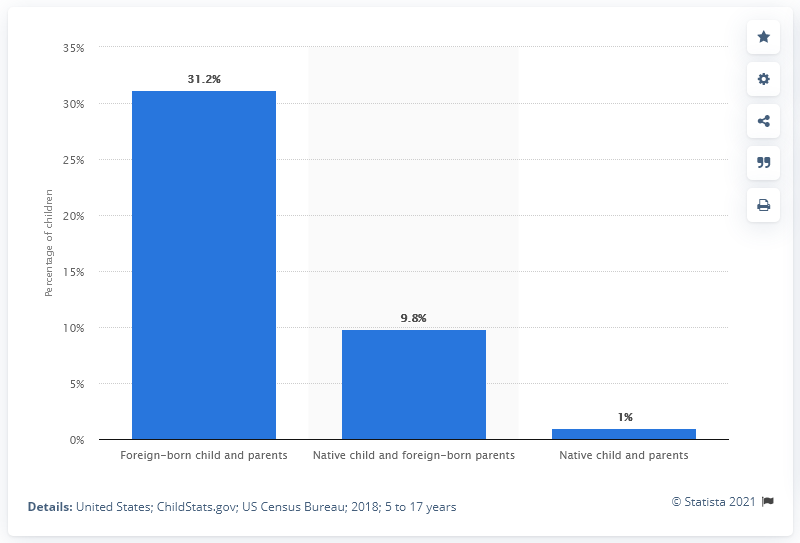 35%
31.2%
30%
25%
20%
15%
10%
9.8%
5%
1%
0%
Percentage of children
Foreign-born child and parents
Native child and foreign-born parents
Native child and parents
Details: United States; ChildStats.gov; US Census Bureau; 2018; 5 to 17 years
© Statista 2021